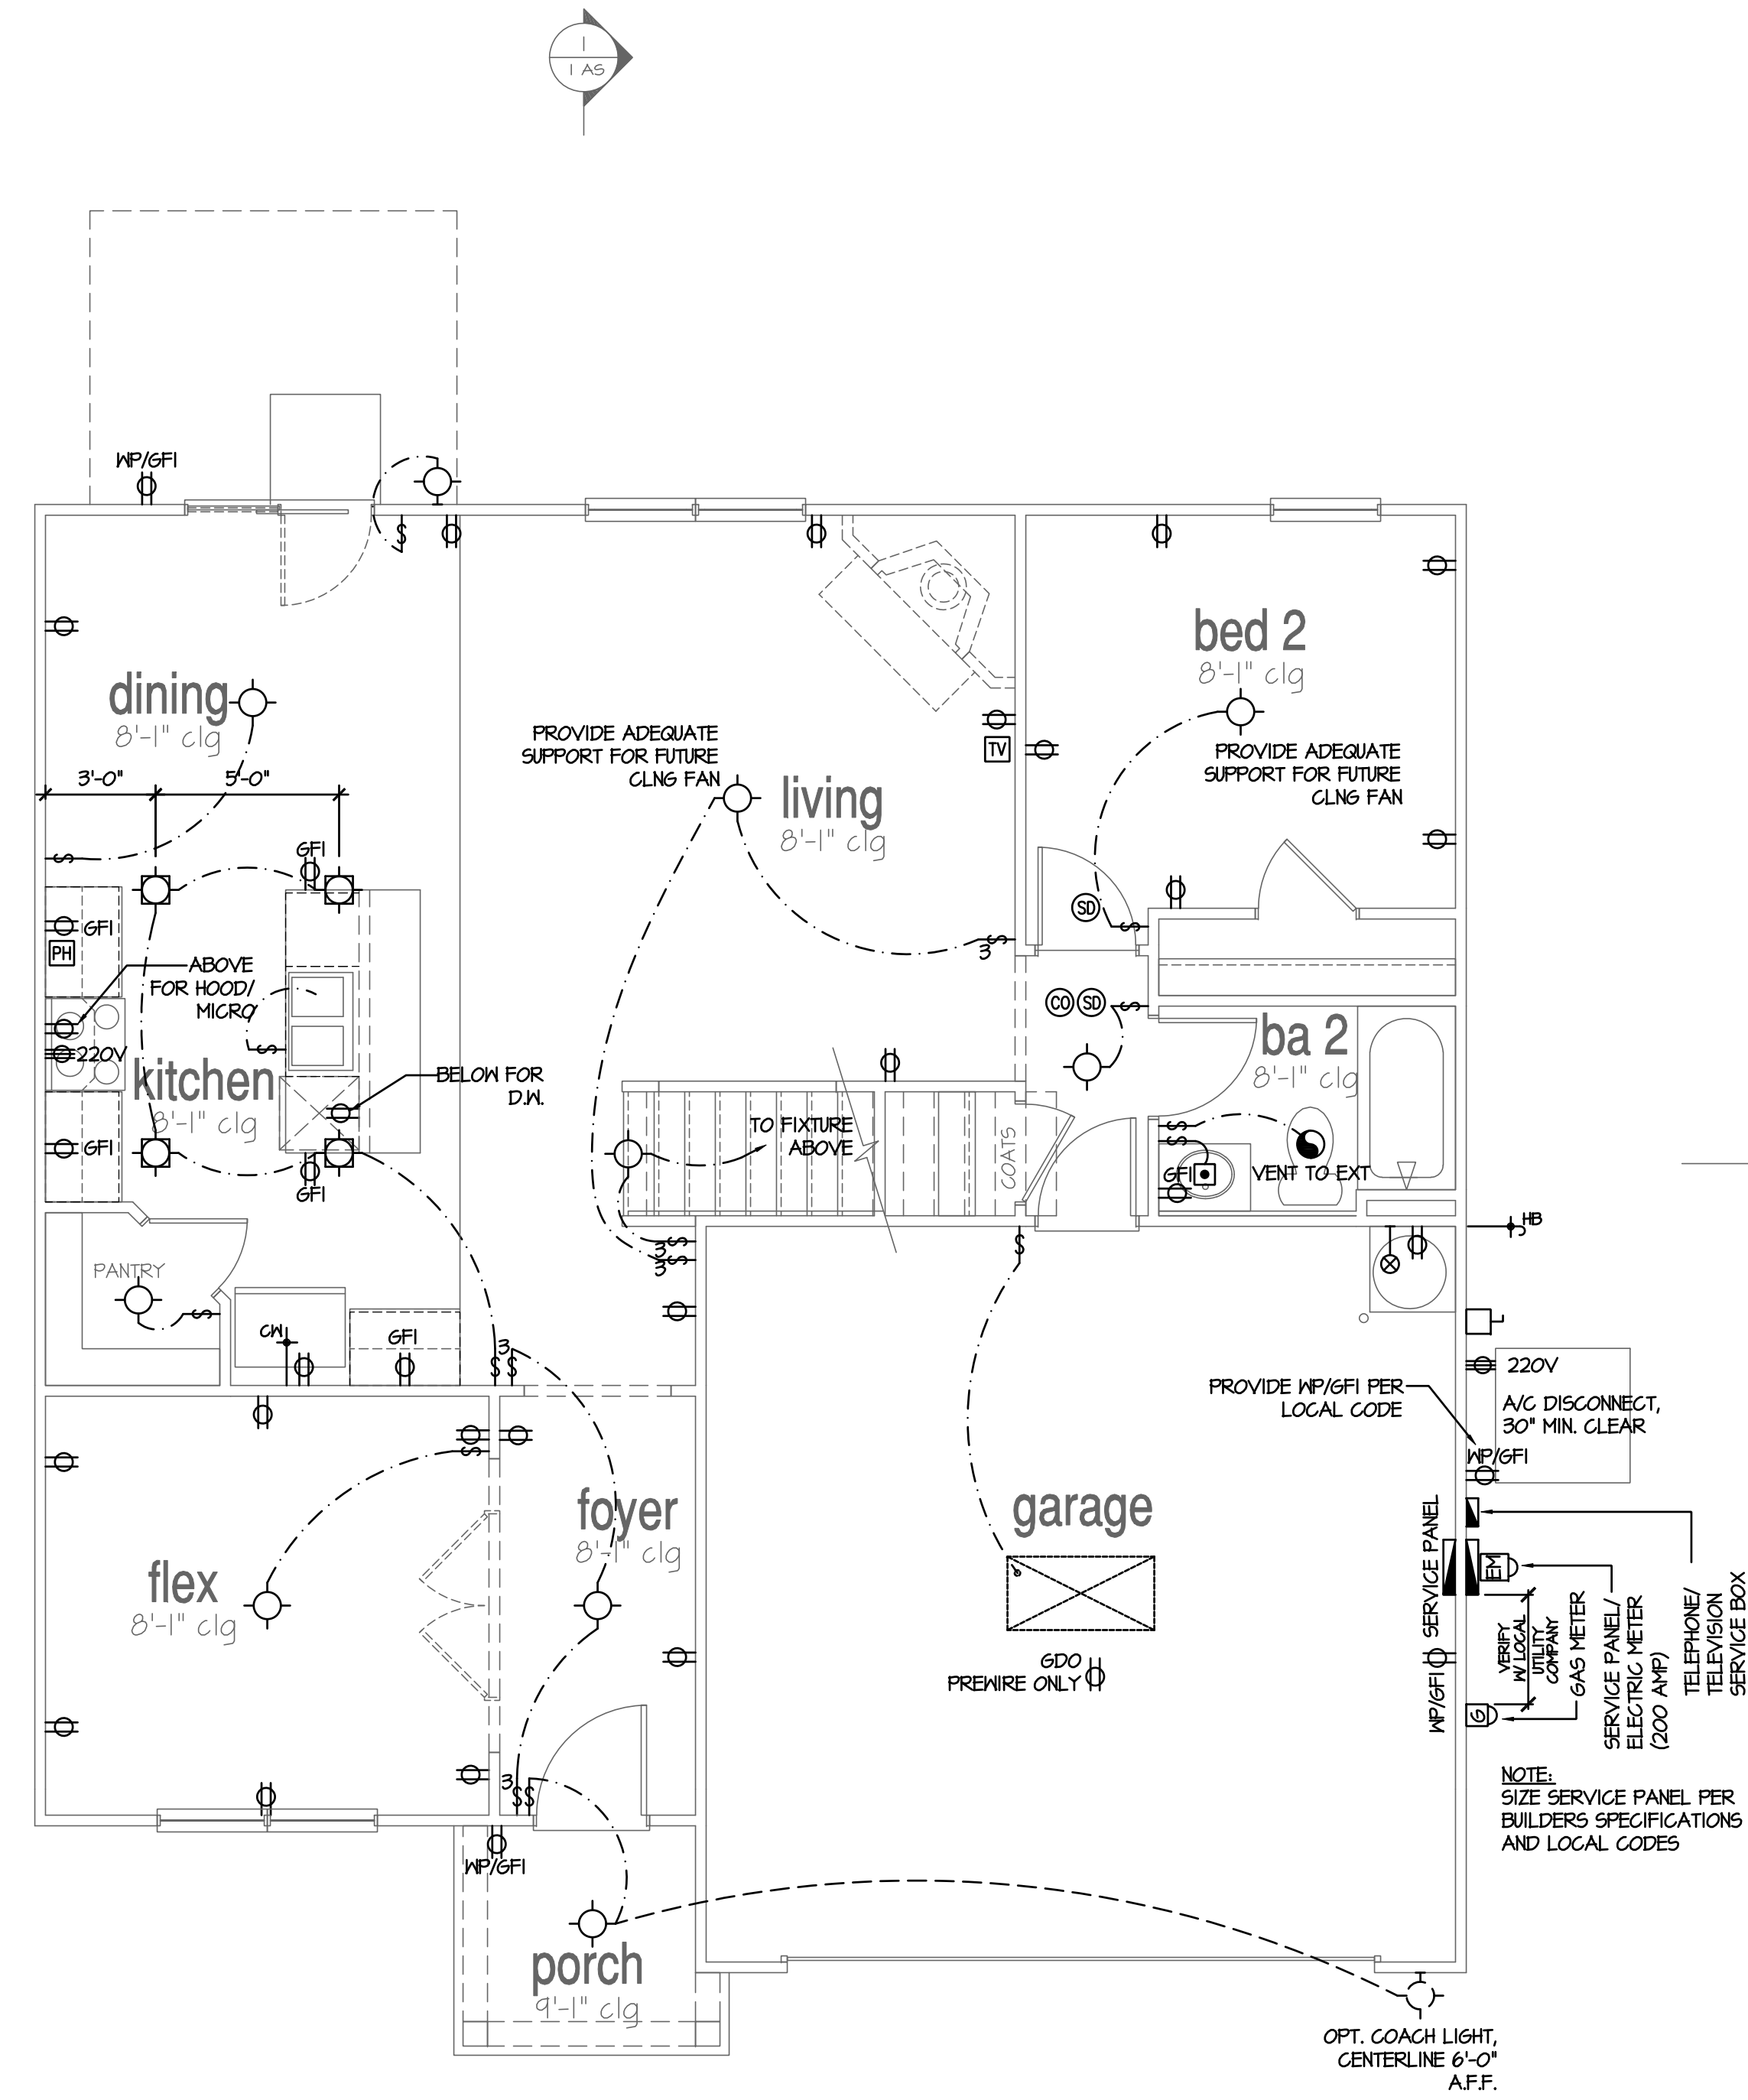 1
1 AS
WP/GFI
dining
8'-1" clg
3'-0"
5'-0"
PROVIDE ADEQUATE
SUPPORT FOR FUTURE
CLNG FAN
living
8'-1" clg
TV
bed 2
8'-1" clg
PROVIDE ADEQUATE
SUPPORT FOR FUTURE
CLNG FAN
S
S
GFI
GFI
PH
ABOVE
FOR HOOD/
MICRO
220V
S
kitchen
8'-1" clg
GFI
GFI
BELOW FOR
D.W.
3
S
SD
S
CO
SD
S
ba 2
8'-1" clg
TO FIXTURE
ABOVE
COATS
S
S
GFI
VENT TO EXT
3
S
3
S
S
HB
PANTRY
S
CW
GFI
3
S
S
PROVIDE WP/GFI PER
LOCAL CODE
220V
A/C DISCONNECT,
30" MIN. CLEAR
WP/GFI
S
flex
8'-1" clg
foyer
8'-1" clg
garage
GDO
PREWIRE ONLY
SERVICE PANEL
WP/GFI
EM
G
VERIFY
W/ LOCAL
UTILITY
COMPANY
GAS METER
SERVICE PANEL/
ELECTRIC METER
(200 AMP)
TELEPHONE/
TELEVISION
SERVICE BOX
NOTE:
SIZE SERVICE PANEL PER
BUILDERS SPECIFICATIONS
AND LOCAL CODES
3
S
S
WP/GFI
porch
9'-1" clg
OPT. COACH LIGHT,
CENTERLINE 6'-0"
A.F.F.